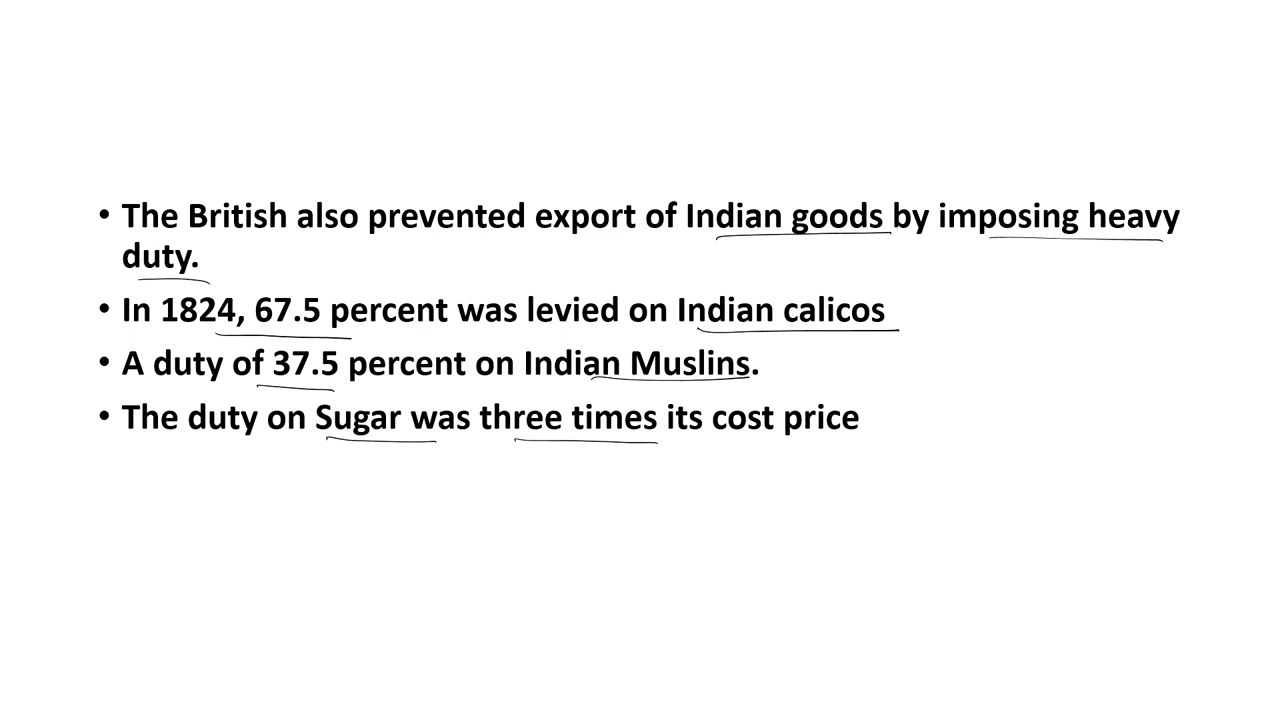 • The British also prevented export of Indian goods by imposing heavy
duty.
• In 1824, 67.5 percent was levied on Indian calicos
• A duty of 37.5 percent on Indian Muslins.
• The duty on Sugar was three times its cost price